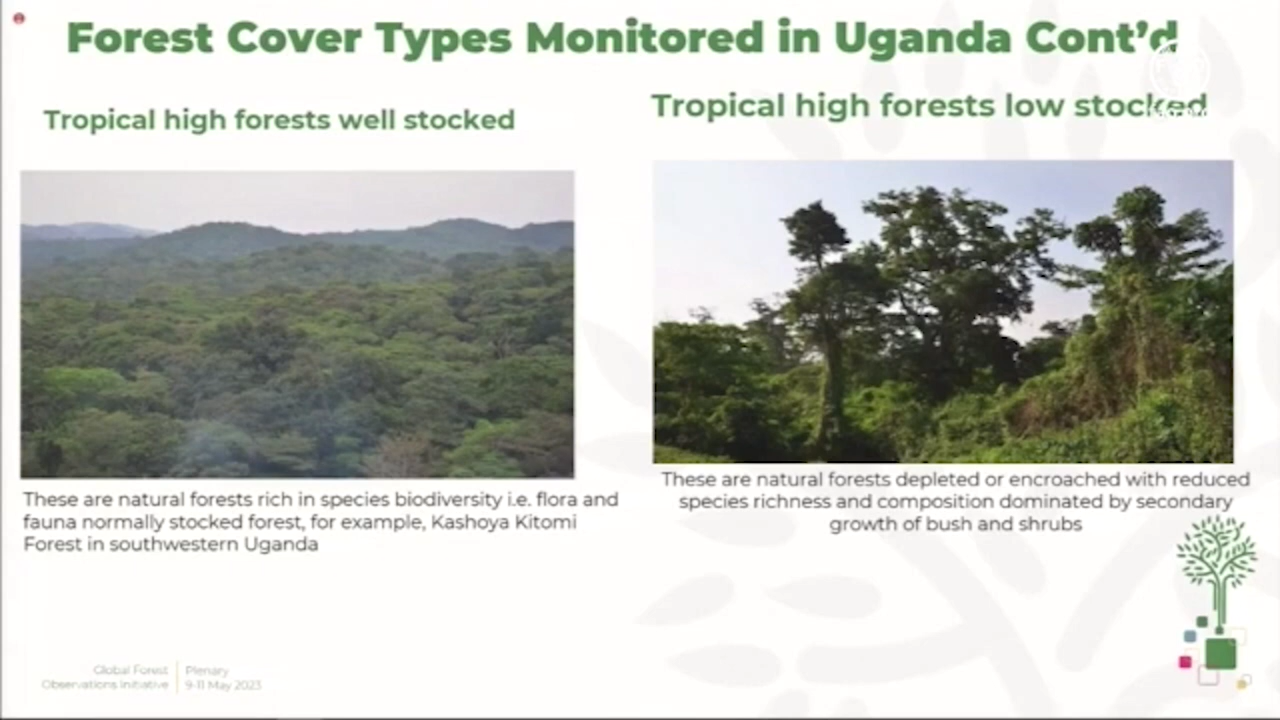 Forest Cover Types Monitored in Uganda Cont’d
Tropical high forests well stocked
Tropical high forests low stocked
These are natural forests rich in species biodiversity i.e. flora and
fauna normally stocked forest, for example, Kashoya Kitomi
Forest in southwestern Uganda
These are natural forests depleted or encroached with reduced
species richness and composition dominated by secondary
growth of bush and shrubs
Global Forest
Observations Initiative
Plenary
9-11 May 2023